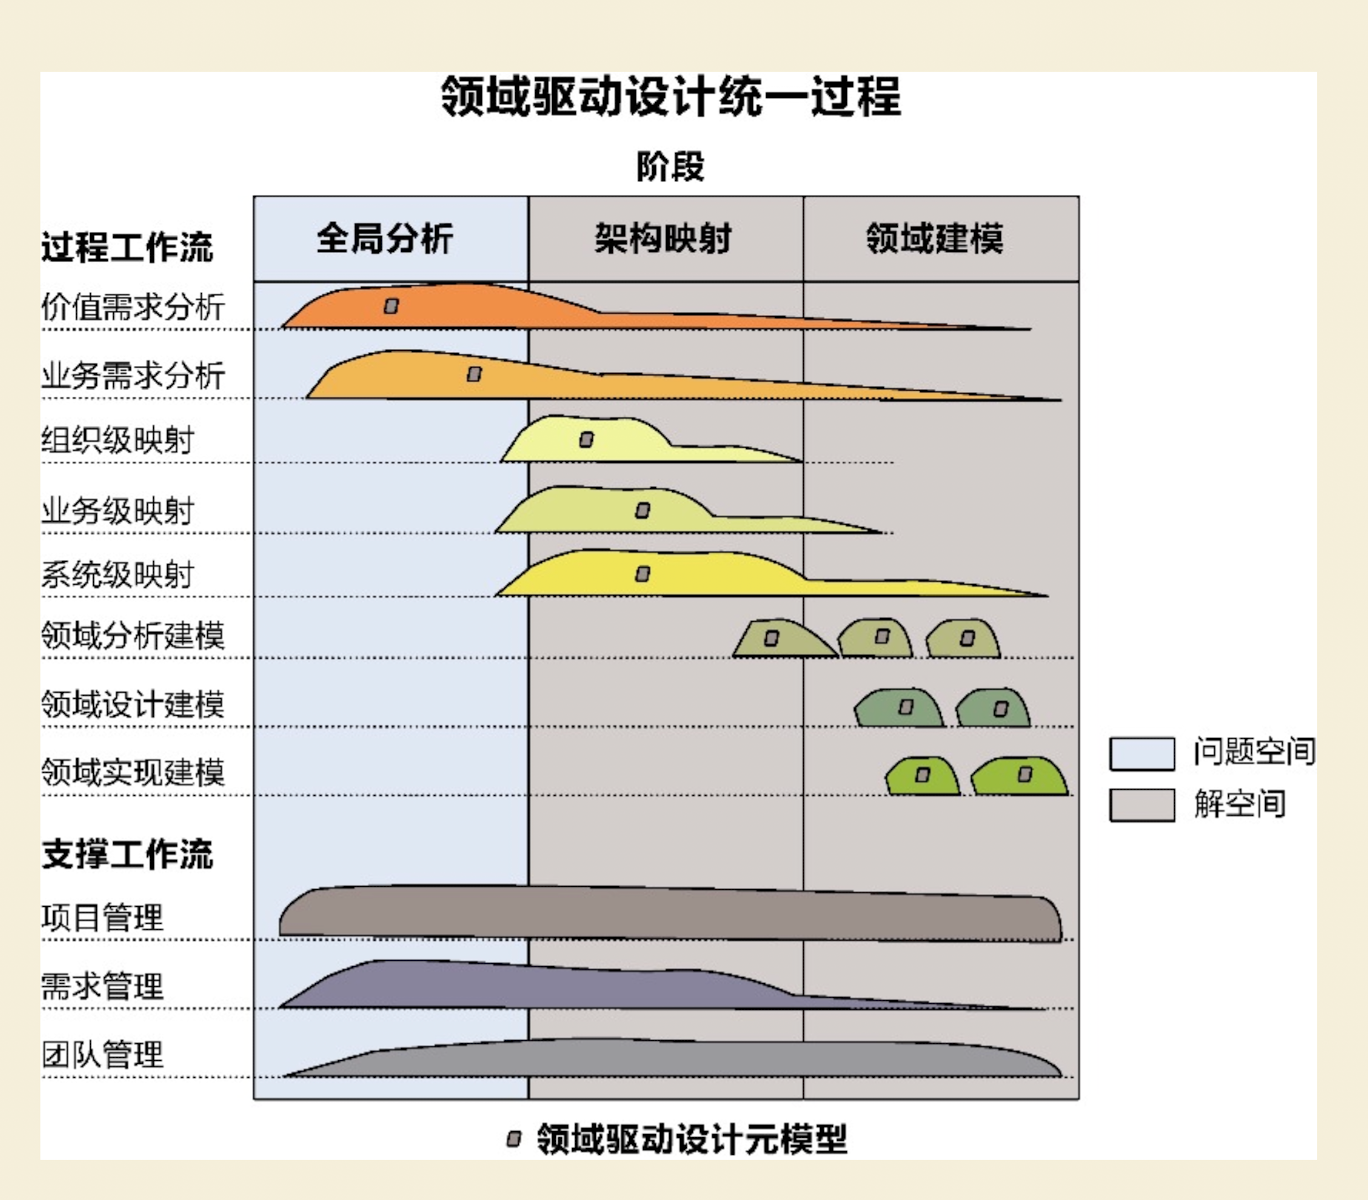 领域驱动设计统一过程
阶段
全局分析
架构映射
领域建模
过程工作流
价值需求分析
业务需求分析
组织级映射
业务级映射
系统级映射
领域分析建模
领域设计建模
领域实现建模
问题空间
解空间
支撑工作流
项目管理
需求管理
团队管理
领域驱动设计元模型